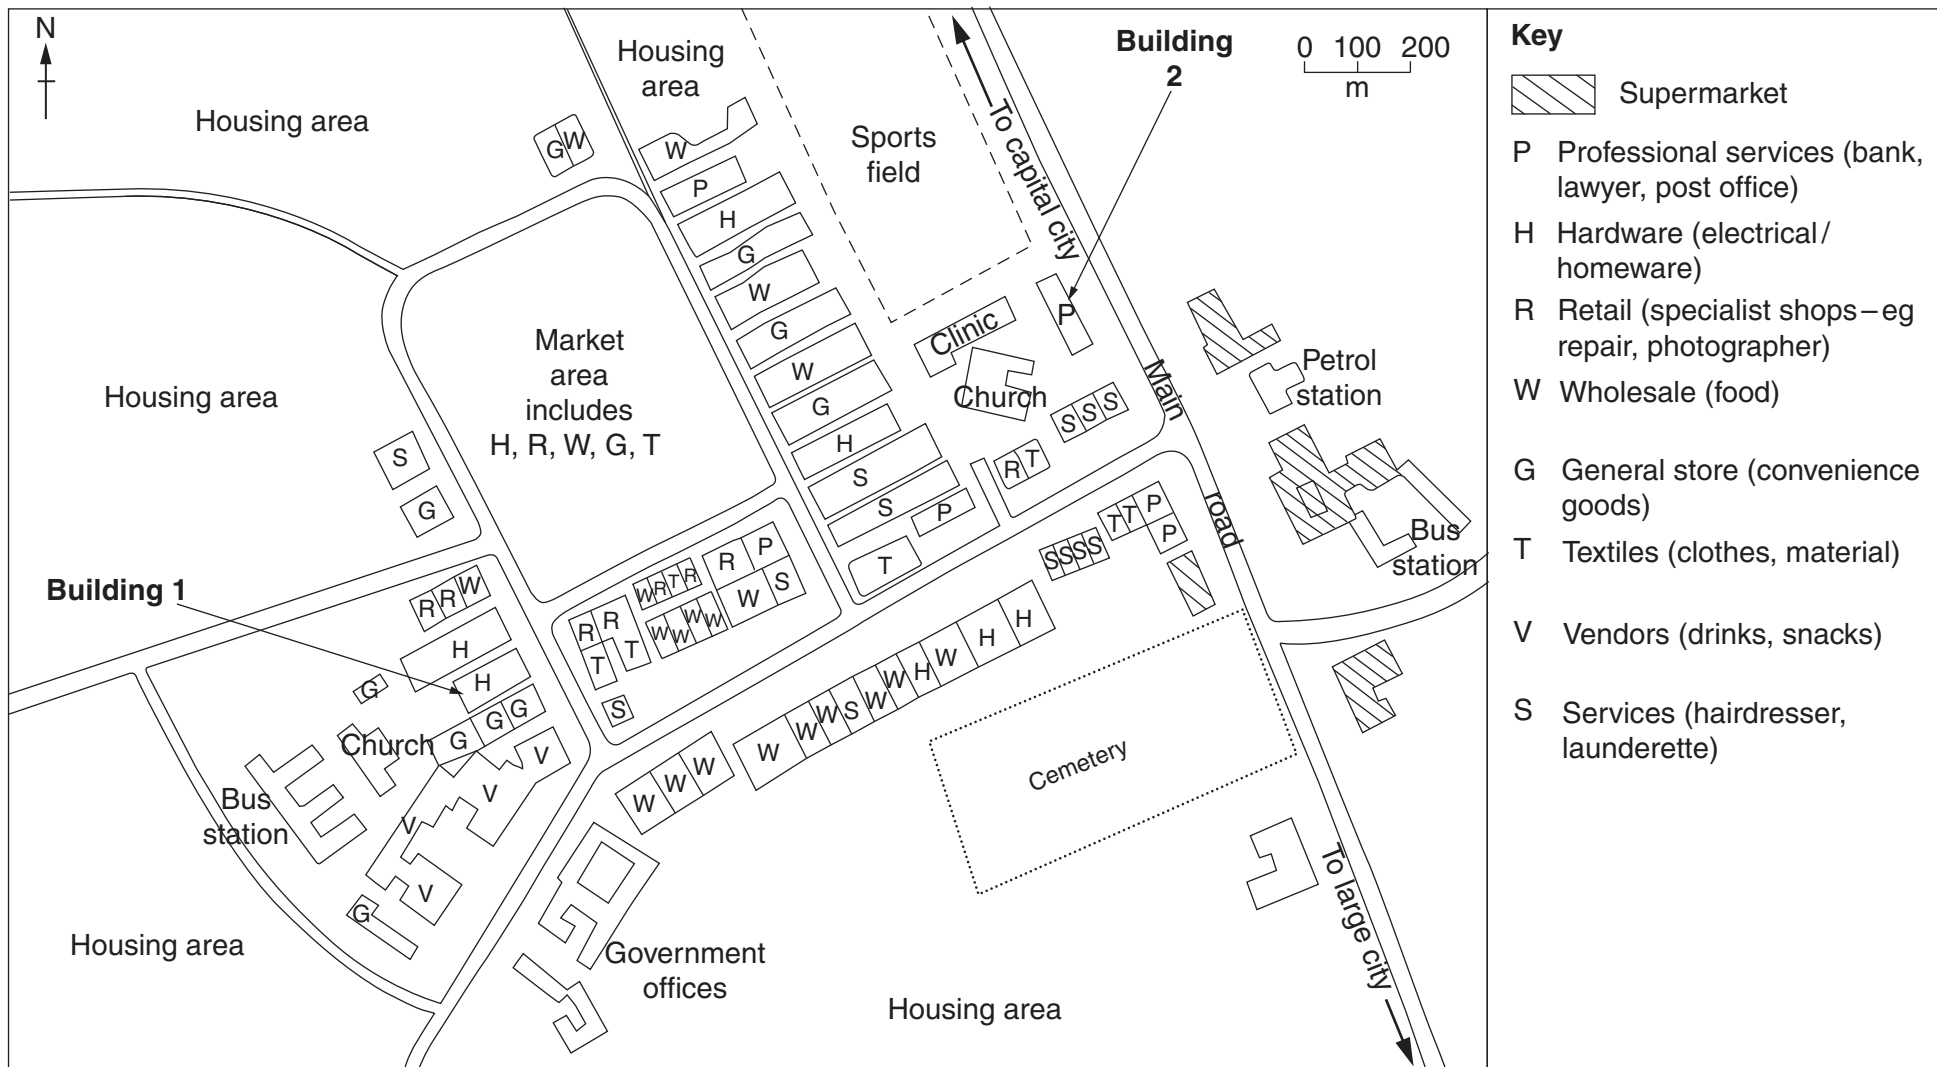 N
Housing
area
Building
2
0 100 200
m
Housing area
Sports
field
To capital city
G W
W
P
H
G
W
G
W
G
H
S
S
P
T
Clinic
P
Church
S S S
R T
Main
road
Petrol
station
Bus
station
Housing area
Market
area
includes
H, R, W, G, T
S
G
Building 1
R R W
H
H
G
G G G
Church
Bus
station
V
V
V
V
G
R R
T T
S
W R T R
W W W W
R P
W S
T T P
P
S S S S
W W W
W W W S W W H W H H
Cemetery
Government
offices
Housing area
Housing area
To large city
Key
Supermarket
P Professional services (bank,
lawyer, post office)
H Hardware (electrical/
homeware)
R Retail (specialist shops – eg
repair, photographer)
W Wholesale (food)
G General store (convenience
goods)
T Textiles (clothes, material)
V Vendors (drinks, snacks)
S Services (hairdresser,
launderette)